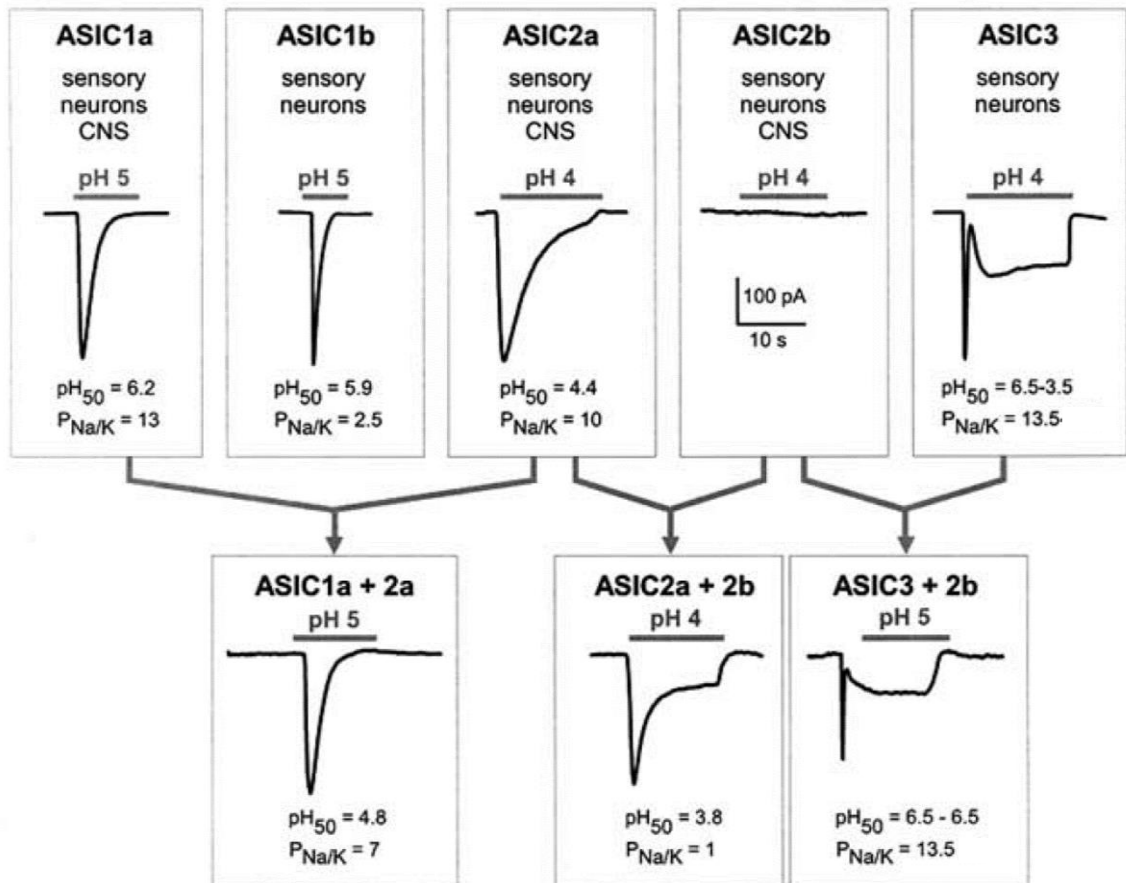 ASIC1a
sensory
neurons
CNS
pH 5
pH50 = 6.2
PNa/K = 13
ASIC1b
sensory
neurons
pH 5
pH50 = 5.9
PNa/K = 2.5
ASIC2a
sensory
neurons
CNS
pH 4
pH50 = 4.4
PNa/K = 10
ASIC2b
sensory
neurons
CNS
pH 4
100 pA
10 s
ASIC3
sensory
neurons
pH 4
pH50 = 6.5-3.5
PNa/K = 13.5
ASIC1a + 2a
pH 5
pH50 = 4.8
PNa/K = 7
ASIC2a + 2b
pH 4
pH50 = 3.8
PNa/K = 1
ASIC3 + 2b
pH 5
pH50 = 6.5 - 6.5
PNa/K = 13.5